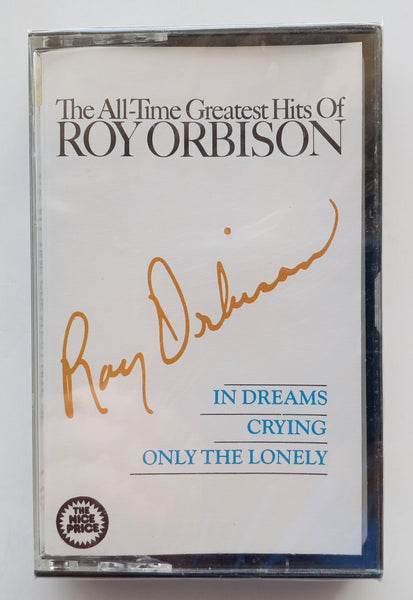 The All-Time Greatest Hits Of
ROY ORBISON
Roy Orbison
IN DREAMS
CRYING
ONLY THE LONELY
THE
NICE
PRICE